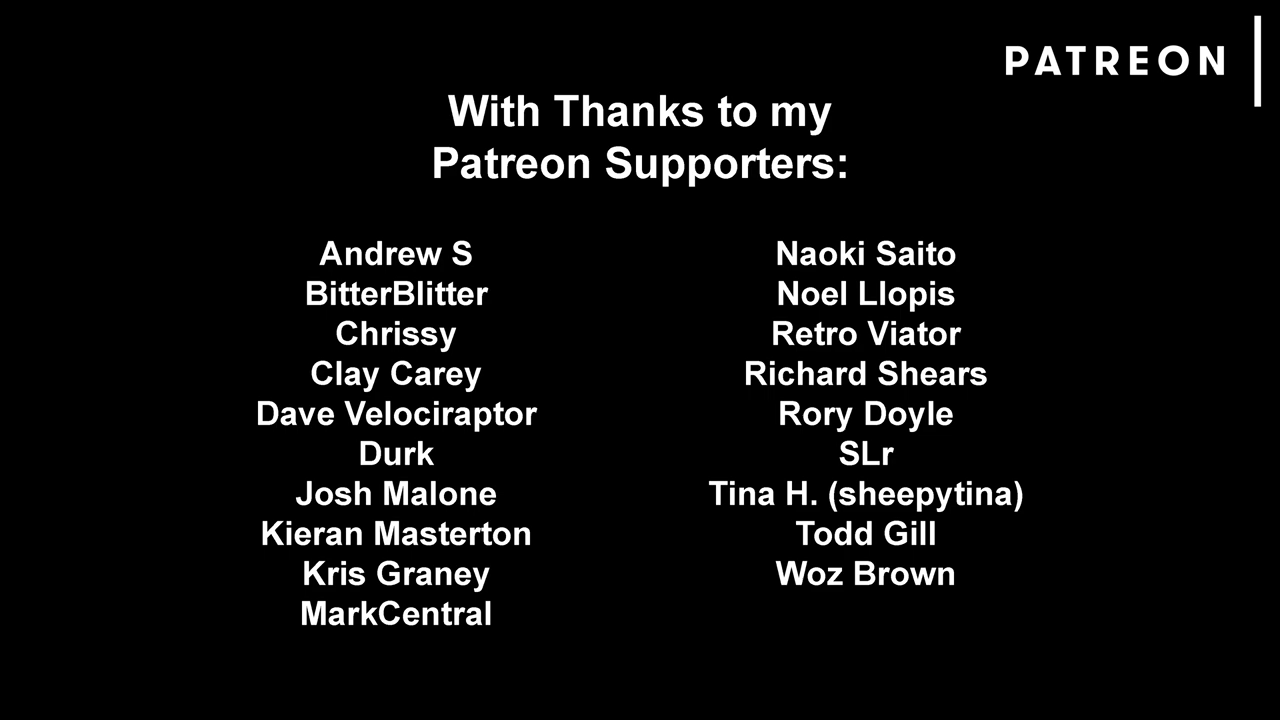 PATREON
With Thanks to my
Patreon Supporters:
Andrew S
BitterBlitter
Chrissy
Clay Carey
Dave Velociraptor
Durk
Josh Malone
Kieran Masterton
Kris Graney
MarkCentral
Naoki Saito
Noel Llopis
Retro Viator
Richard Shears
Rory Doyle
SLr
Tina H. (sheepytina)
Todd Gill
Woz Brown